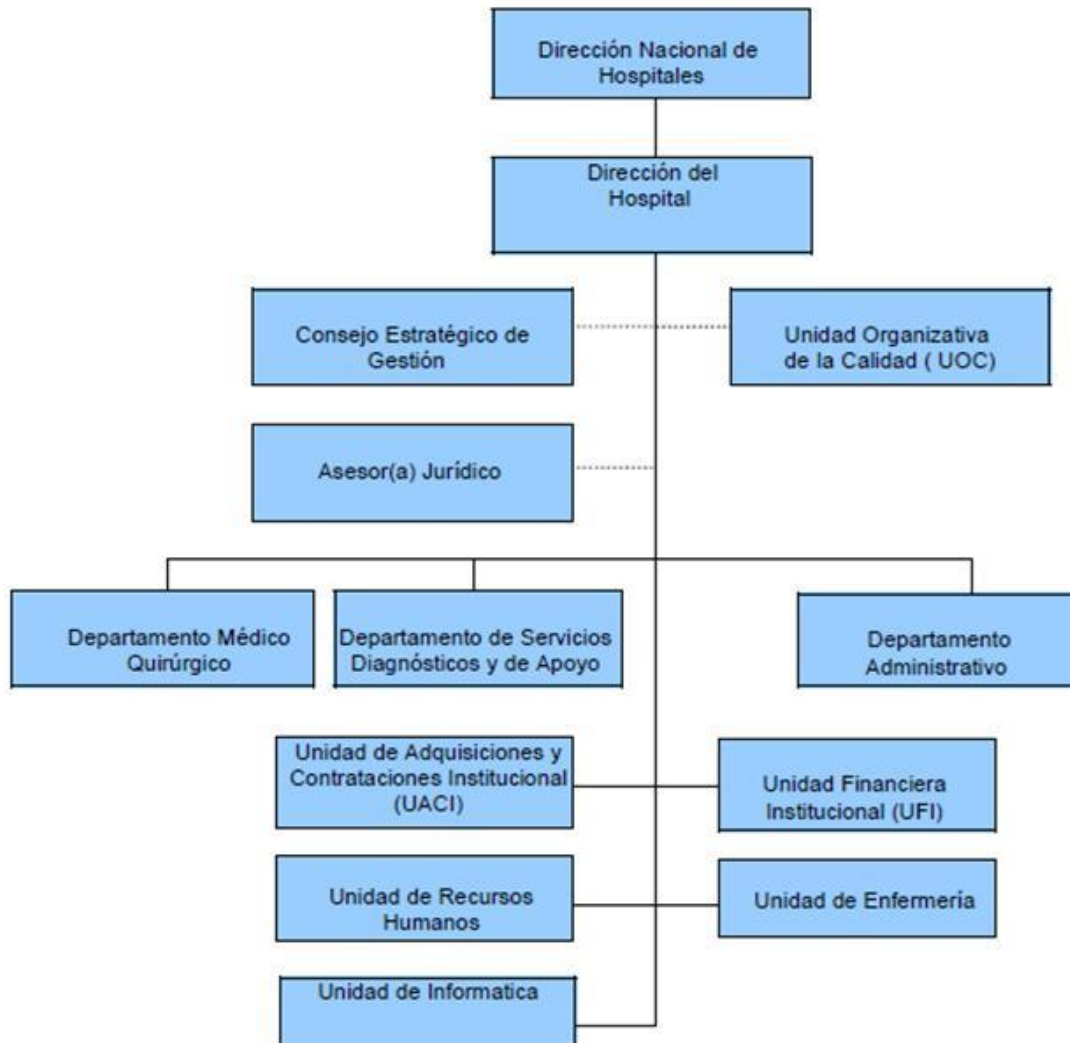 Dirección Nacional de
Hospitales
Dirección del
Hospital
Consejo Estratégico de
Gestión
Unidad Organizativa
de la Calidad ( UOC)
Asesor(a) Jurídico
Departamento Médico
Quirúrgico
Departamento de Servicios
Diagnósticos y de Apoyo
Departamento
Administrativo
Unidad de Adquisiciones y
Contrataciones Institucional
(UACI)
Unidad Financiera
Institucional (UFI)
Unidad de Recursos
Humanos
Unidad de Enfermería
Unidad de Informatica